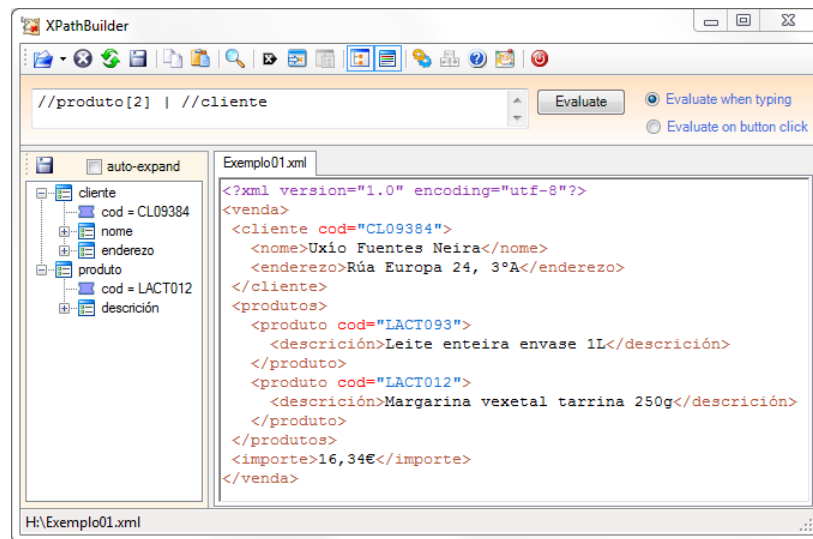 XPathBuilder
//produto[2] | //cliente
Evaluate
Evaluate when typing
Evaluate on button click
auto-expand
cliente
cod = CL09384
nome
enderezo
produto
cod = LACT012
descrición
Exemplo01.xml
<?xml version="1.0" encoding="utf-8"?>
<venda>
<cliente cod="CL09384">
<nome>Uxío Fuentes Neira</nome>
<enderezo>Rúa Europa 24, 3ºA</enderezo>
</cliente>
<produtos>
<produto cod="LACT093">
<descrición>Leite enteira envase 1L</descrición>
</produto>
<produto cod="LACT012">
<descrición>Margarina vexetal tarrina 250g</descrición>
</produto>
</produtos>
<importe>16,34€</importe>
</venda>
H:\Exemplo01.xml